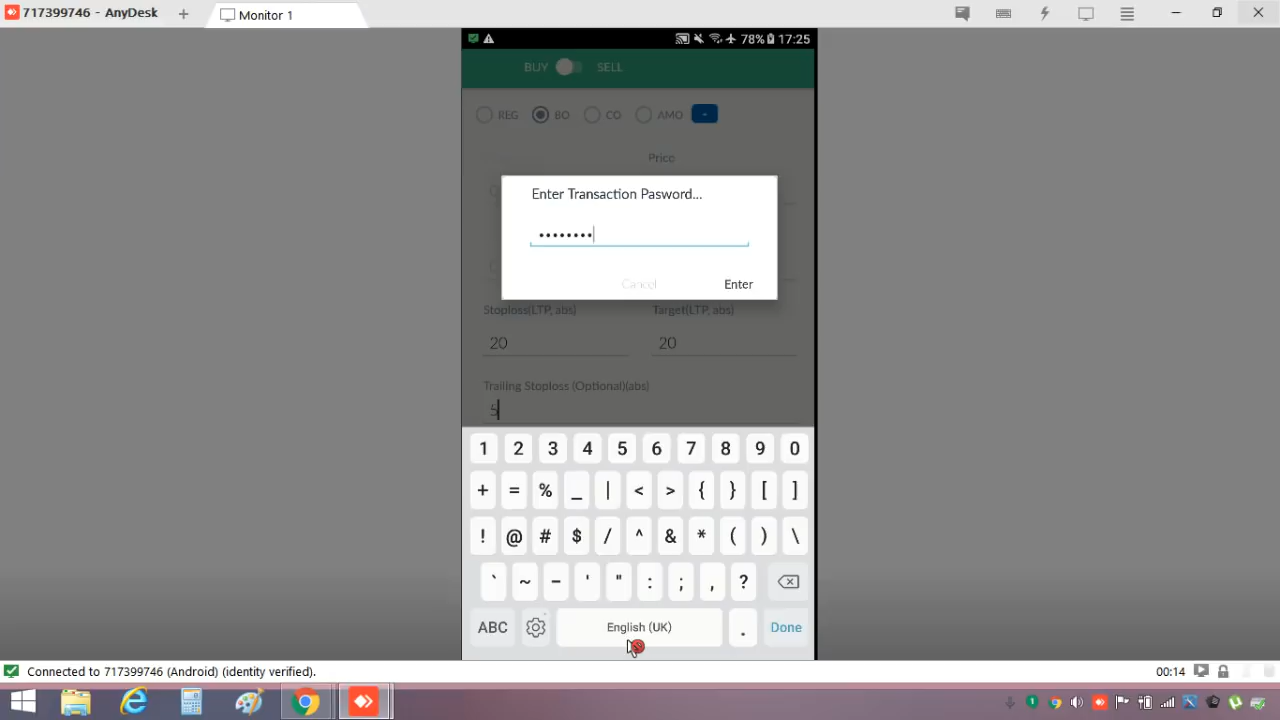 717399746 - AnyDesk
+
Monitor 1
78% 17:25
BUY SELL
REG BO CO AMO -
Price
Enter Transaction Pasword...
••••••••
Cancel Enter
Stoploss(LTP, abs) Target(LTP, abs)
20 20
Trailing Stoploss (Optional)(abs)
5
1 2 3 4 5 6 7 8 9 0
+ = % _ | < > { } [ ]
! @ # $ / ^ & * ( ) \
` ~ - ' " : ; , ?
ABC English (UK) . Done
Connected to 717399746 (Android) (identity verified). 00:14